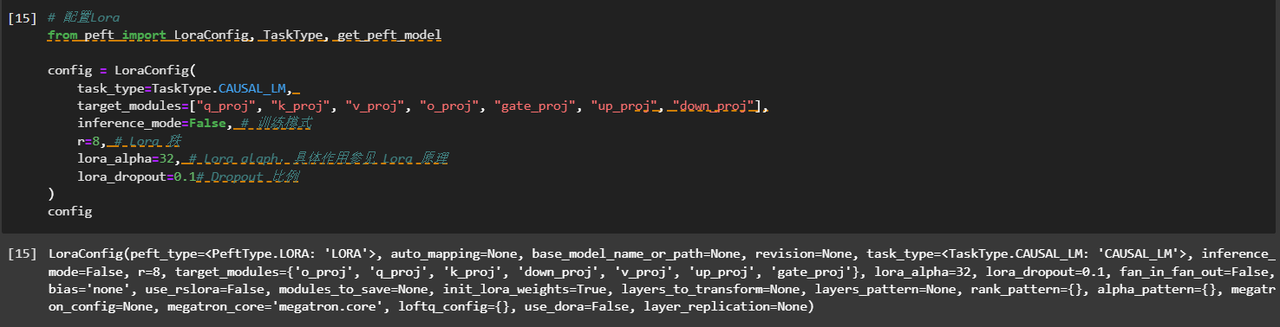 [15] # 配置Lora
from peft import LoraConfig, TaskType, get_peft_model
config = LoraConfig(
task_type=TaskType.CAUSAL_LM,
target_modules=["q_proj", "k_proj", "v_proj", "o_proj", "gate_proj", "up_proj", "down_proj"],
inference_mode=False, # 训练模式
r=8, # Lora 秩
lora_alpha=32, # Lora alaph，具体作用参见 Lora 原理
lora_dropout=0.1# Dropout 比例
)
config
[15] LoraConfig(peft_type=<PeftType.LORA: 'LORA'>, auto_mapping=None, base_model_name_or_path=None, revision=None, task_type=<TaskType.CAUSAL_LM: 'CAUSAL_LM'>, inference_
mode=False, r=8, target_modules={'o_proj', 'q_proj', 'k_proj', 'down_proj', 'v_proj', 'up_proj', 'gate_proj'}, lora_alpha=32, lora_dropout=0.1, fan_in_fan_out=False,
bias='none', use_rslora=False, modules_to_save=None, init_lora_weights=True, layers_to_transform=None, layers_pattern=None, rank_pattern={}, alpha_pattern={}, megatr
on_config=None, megatron_core='megatron.core', loftq_config={}, use_dora=False, layer_replication=None)